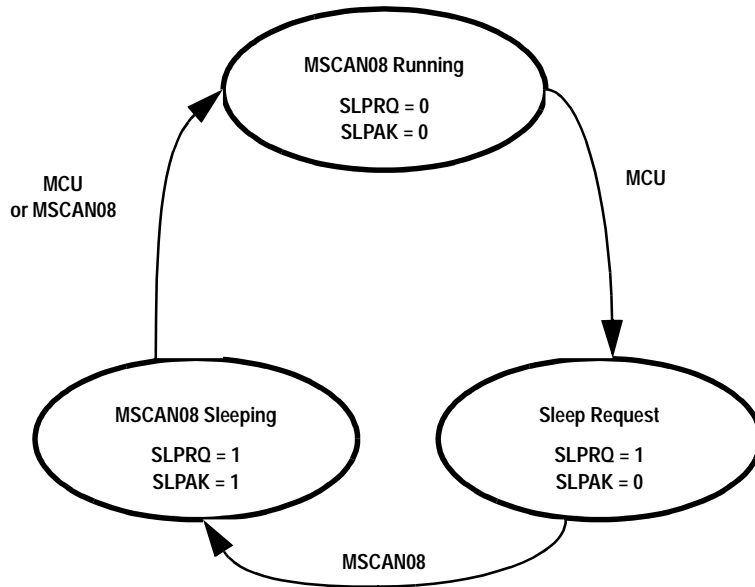 MSCAN08 Running
SLPRQ = 0
SLPAK = 0
MCU
or MSCAN08
MCU
MSCAN08 Sleeping
SLPRQ = 1
SLPAK = 1
Sleep Request
SLPRQ = 1
SLPAK = 0
MSCAN08